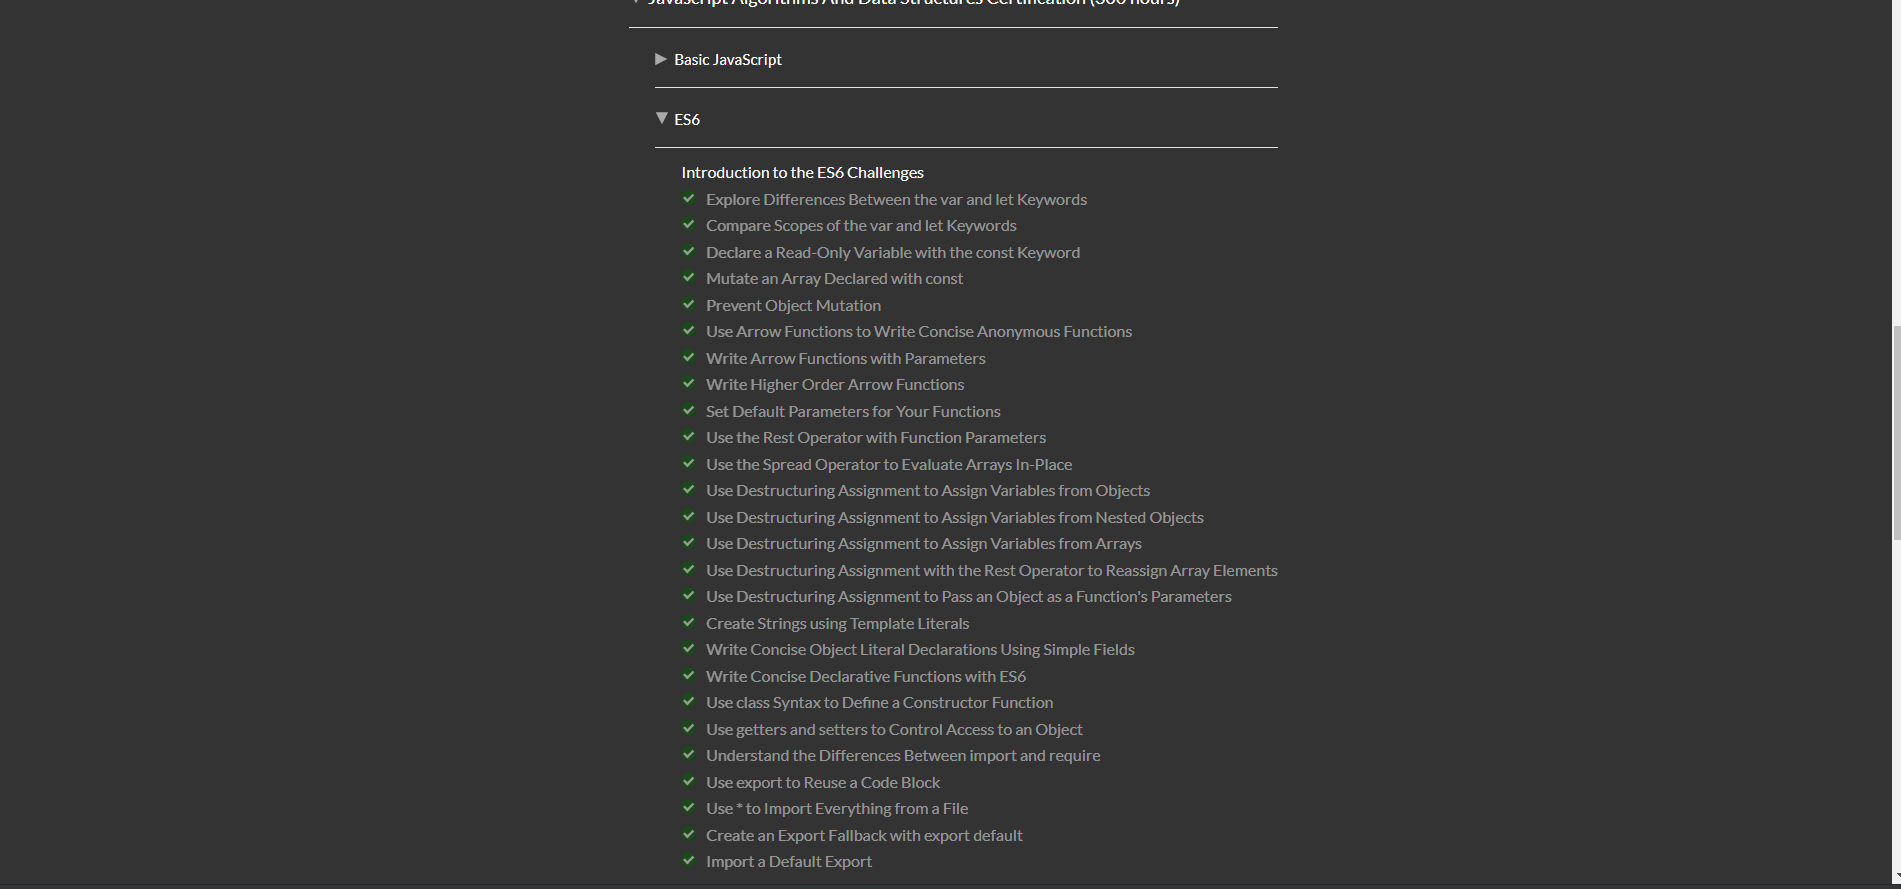 Javascript Algorithms And Data Structures Certification (300 hours)
Basic JavaScript
ES6
Introduction to the ES6 Challenges
Explore Differences Between the var and let Keywords
Compare Scopes of the var and let Keywords
Declare a Read-Only Variable with the const Keyword
Mutate an Array Declared with const
Prevent Object Mutation
Use Arrow Functions to Write Concise Anonymous Functions
Write Arrow Functions with Parameters
Write Higher Order Arrow Functions
Set Default Parameters for Your Functions
Use the Rest Operator with Function Parameters
Use the Spread Operator to Evaluate Arrays In-Place
Use Destructuring Assignment to Assign Variables from Objects
Use Destructuring Assignment to Assign Variables from Nested Objects
Use Destructuring Assignment to Assign Variables from Arrays
Use Destructuring Assignment with the Rest Operator to Reassign Array Elements
Use Destructuring Assignment to Pass an Object as a Function's Parameters
Create Strings using Template Literals
Write Concise Object Literal Declarations Using Simple Fields
Write Concise Declarative Functions with ES6
Use class Syntax to Define a Constructor Function
Use getters and setters to Control Access to an Object
Understand the Differences Between import and require
Use export to Reuse a Code Block
Use * to Import Everything from a File
Create an Export Fallback with export default
Import a Default Export